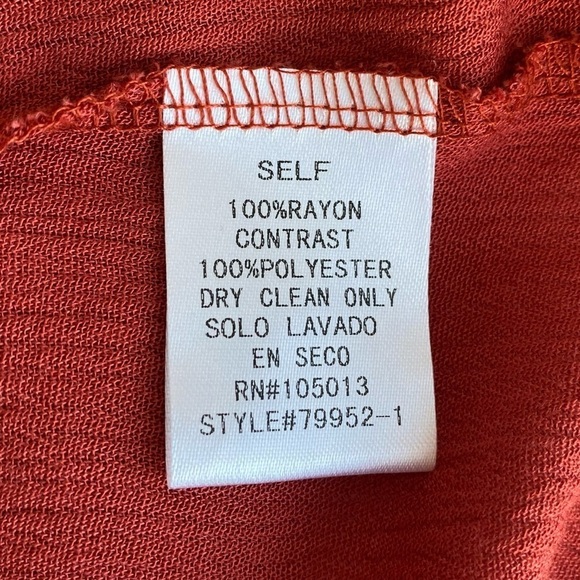 SELF
100%RAYON
CONTRAST
100%POLYESTER
DRY CLEAN ONLY
SOLO LAVADO
EN SECO
RN#105013
STYLE#79952-1